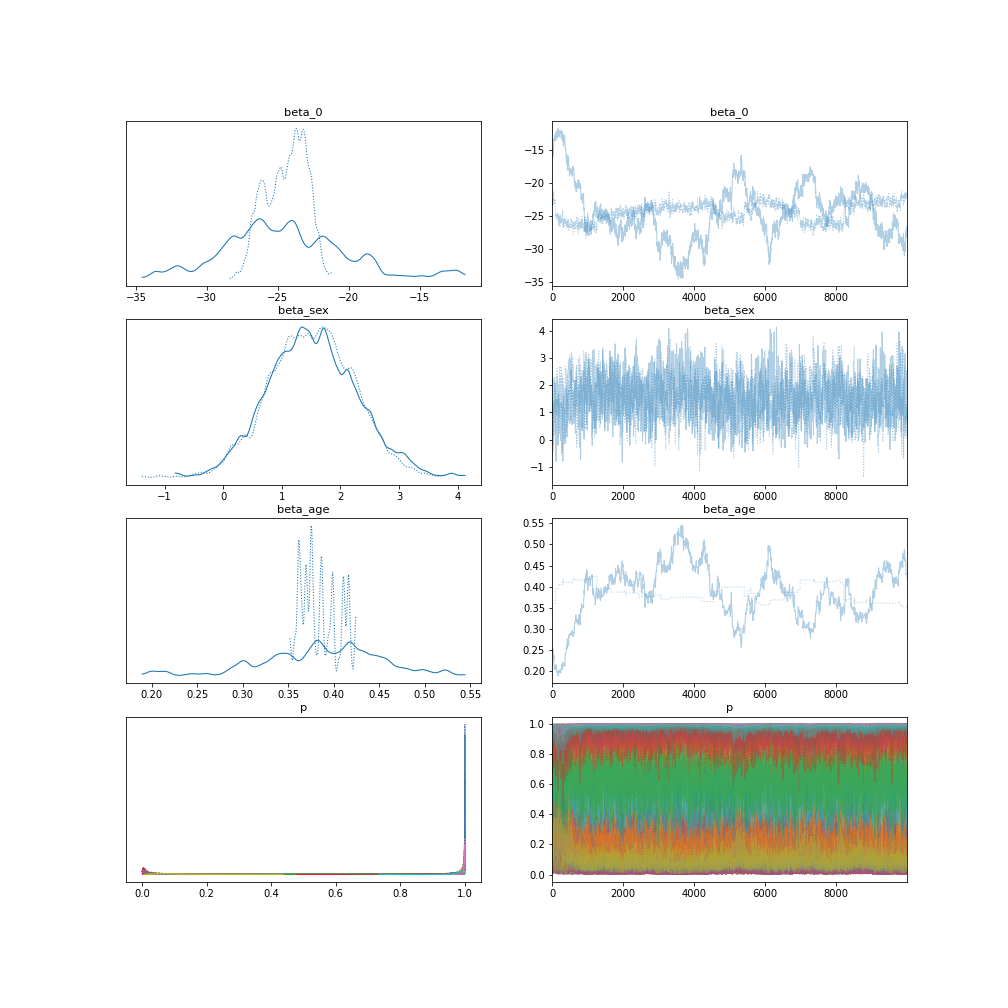 beta_0
−35 −30 −25 −20 −15
beta_0
−15
−20
−25
−30
−35
0 2000 4000 6000 8000
beta_sex
−1 0 1 2 3 4
beta_sex
4
3
2
1
0
−1
0 2000 4000 6000 8000
beta_age
0.20 0.25 0.30 0.35 0.40 0.45 0.50 0.55
beta_age
0.55
0.50
0.45
0.40
0.35
0.30
0.25
0.20
0 2000 4000 6000 8000
p
0.0 0.2 0.4 0.6 0.8 1.0
p
1.0
0.8
0.6
0.4
0.2
0.0
0 2000 4000 6000 8000